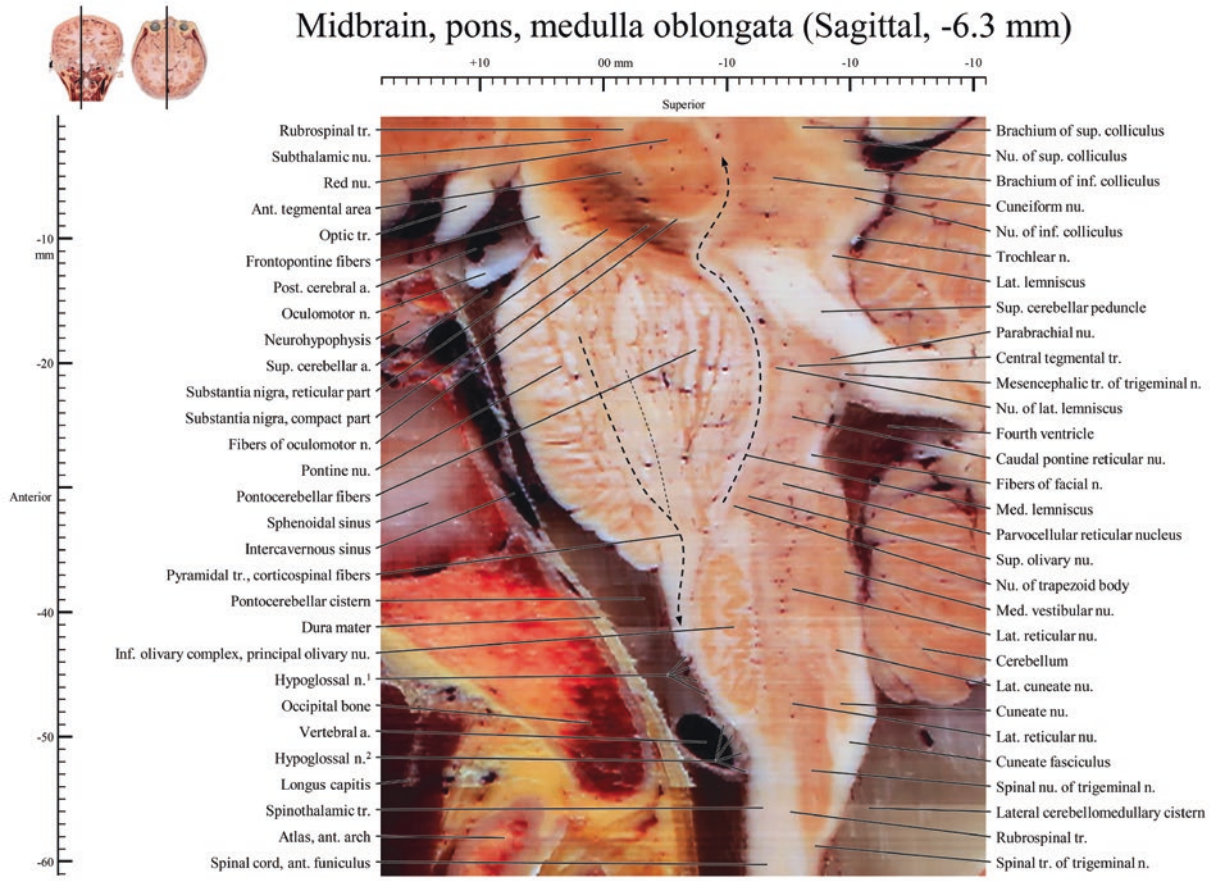 Midbrain, pons, medulla oblongata (Sagittal, -6.3 mm)
+10 00 mm -10 -10 -10
Superior
Rubrospinal tr.
Subthalamic nu.
Red nu.
Ant. tegmental area
Optic tr.
Frontopontine fibers
Post. cerebral a.
Oculomotor n.
Neurohypophysis
Sup. cerebellar a.
Substantia nigra, reticular part
Substantia nigra, compact part
Fibers of oculomotor n.
Pontine nu.
Pontocerebellar fibers
Sphenoidal sinus
Intercavernous sinus
Pyramidal tr., corticospinal fibers
Pontocerebellar cistern
Dura mater
Inf. olivary complex, principal olivary nu.
Hypoglossal n.¹
Occipital bone
Vertebral a.
Hypoglossal n.²
Longus capitis
Spinothalamic tr.
Atlas, ant. arch
Spinal cord, ant. funiculus
-10
mm
-20
Anterior
-40
-50
-60
Brachium of sup. colliculus
Nu. of sup. colliculus
Brachium of inf. colliculus
Cuneiform nu.
Nu. of inf. colliculus
Trochlear n.
Lat. lemniscus
Sup. cerebellar peduncle
Parabrachial nu.
Central tegmental tr.
Mesencephalic tr. of trigeminal n.
Nu. of lat. lemniscus
Fourth ventricle
Caudal pontine reticular nu.
Fibers of facial n.
Med. lemniscus
Parvocellular reticular nucleus
Sup. olivary nu.
Nu. of trapezoid body
Med. vestibular nu.
Lat. reticular nu.
Cerebellum
Lat. cuneate nu.
Cuneate nu.
Lat. reticular nu.
Cuneate fasciculus
Spinal nu. of trigeminal n.
Lateral cerebellomedullary cistern
Rubrospinal tr.
Spinal tr. of trigeminal n.